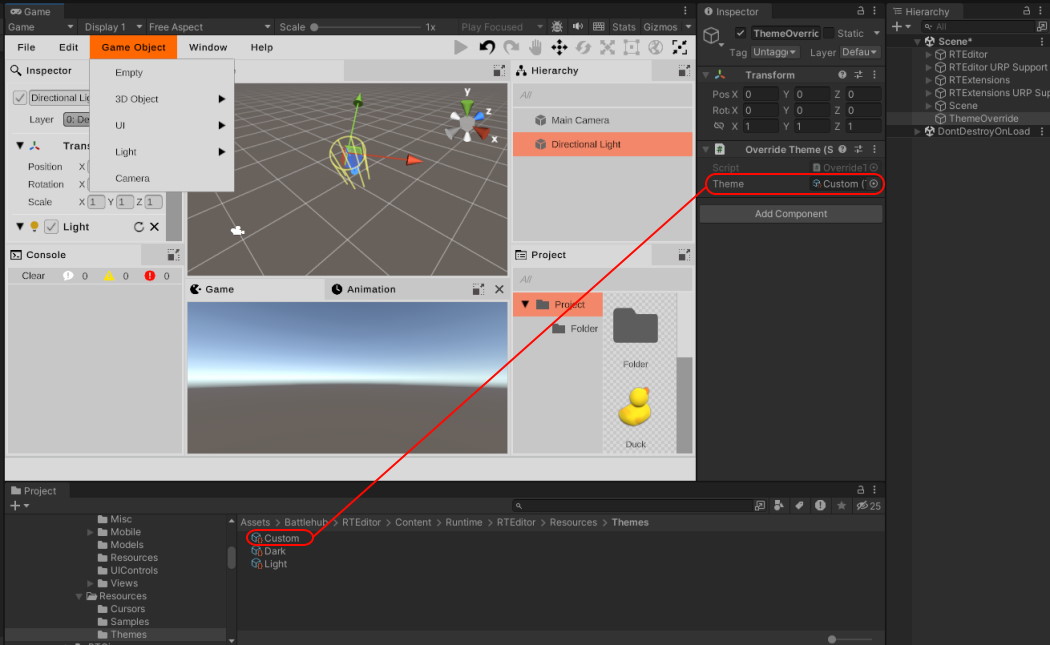 Game
Game Display 1 Free Aspect Scale 1x Play Focused Stats Gizmos
File Edit Game Object Window Help
Inspector
Directional Lig
Layer 0: De
Trans
Position X
Rotation X
Scale X 1 Y 1 Z 1
Light
Empty
3D Object
UI
Light
Camera
y
z
x
Hierarchy
All
Main Camera
Directional Light
Console
Clear 0 0 0
Game Animation
Project
All
Project
Folder
Folder
Duck
Inspector
ThemeOverric Static
Tag Untagg Layer Defau
Transform
Pos X 0 Y 0 Z 0
Rot X 0 Y 0 Z 0
X 1 Y 1 Z 1
Override Theme (S
Script OverrideT
Theme Custom (
Add Component
Hierarchy
All
Scene*
RTEditor
RTEditor URP Support
RTExtensions
RTExtensions URP Sup
Scene
ThemeOverride
DontDestroyOnLoad
Project
25
Misc
Mobile
Models
Resources
UIControls
Views
Resources
Cursors
Samples
Themes
Assets > Battlehub > RTEditor > Content > Runtime > RTEditor > Resources > Themes
Custom
Dark
Light